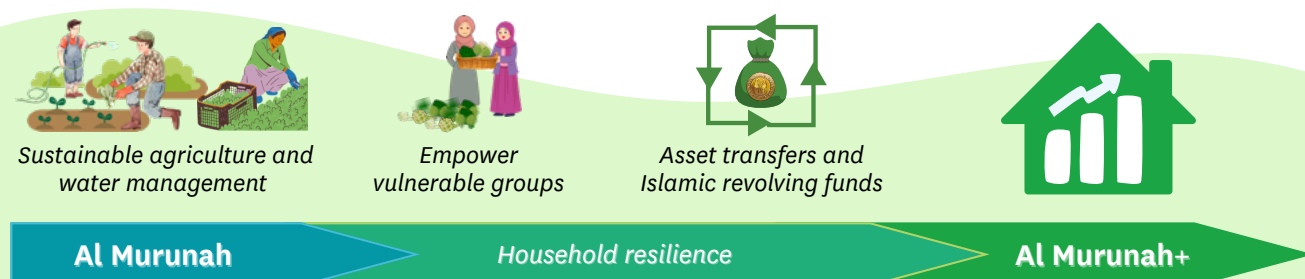 Sustainable agriculture and
water management
Empower
vulnerable groups
Asset transfers and
Islamic revolving funds
Al Murunah
Household resilience
Al Murunah+